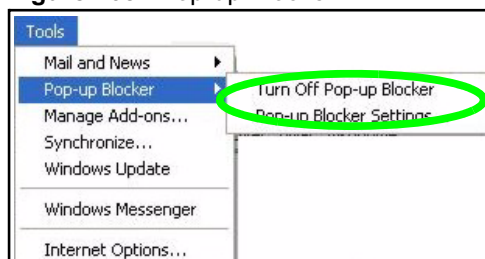 Tools
Mail and News
Pop-up Blocker
Turn Off Pop-up Blocker
Manage Add-ons...
Pop-up Blocker Settings
Synchronize...
Windows Update
Windows Messenger
Internet Options...